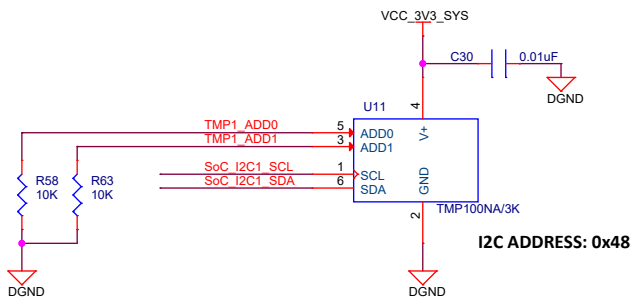 VCC_3V3_SYS
C30 0.01uF
DGND
U11
4
TMP1_ADD0 5 ADD0 V+
TMP1_ADD1 3 ADD1
SoC_I2C1_SCL 1 SCL
SoC_I2C1_SDA 6 SDA GND
R58 R63
10K 10K
TMP100NA/3K
2
I2C ADDRESS: 0x48
DGND DGND